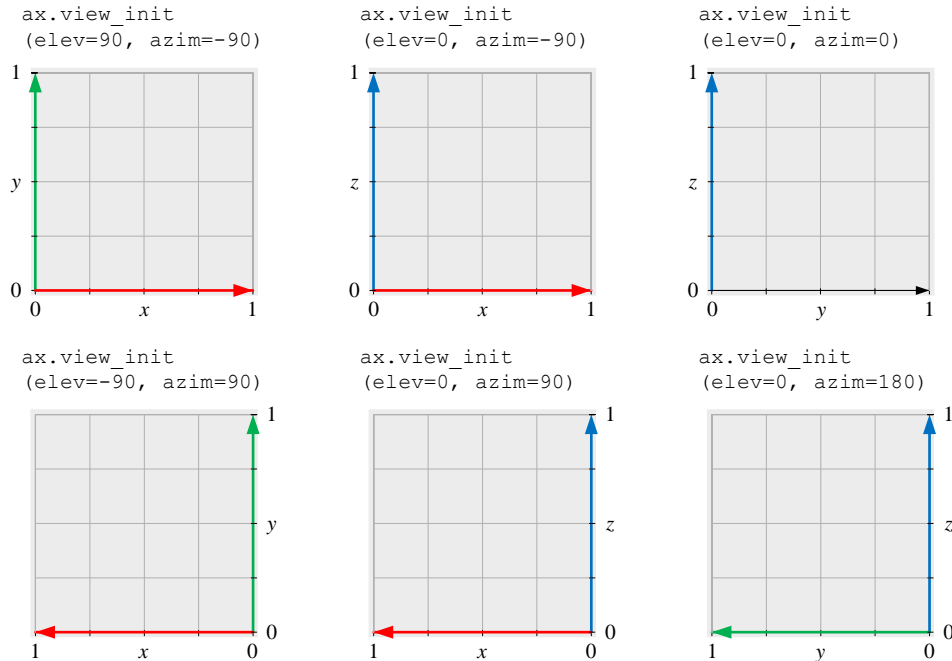 ax.view_init
(elev=90, azim=-90)
1
y
0
0 x 1
ax.view_init
(elev=0, azim=-90)
1
z
0
0 x 1
ax.view_init
(elev=0, azim=0)
1
z
0
0 y 1
ax.view_init
(elev=-90, azim=90)
1
y
0
1 x 0
ax.view_init
(elev=0, azim=90)
1
z
0
1 x 0
ax.view_init
(elev=0, azim=180)
1
z
0
1 y 0